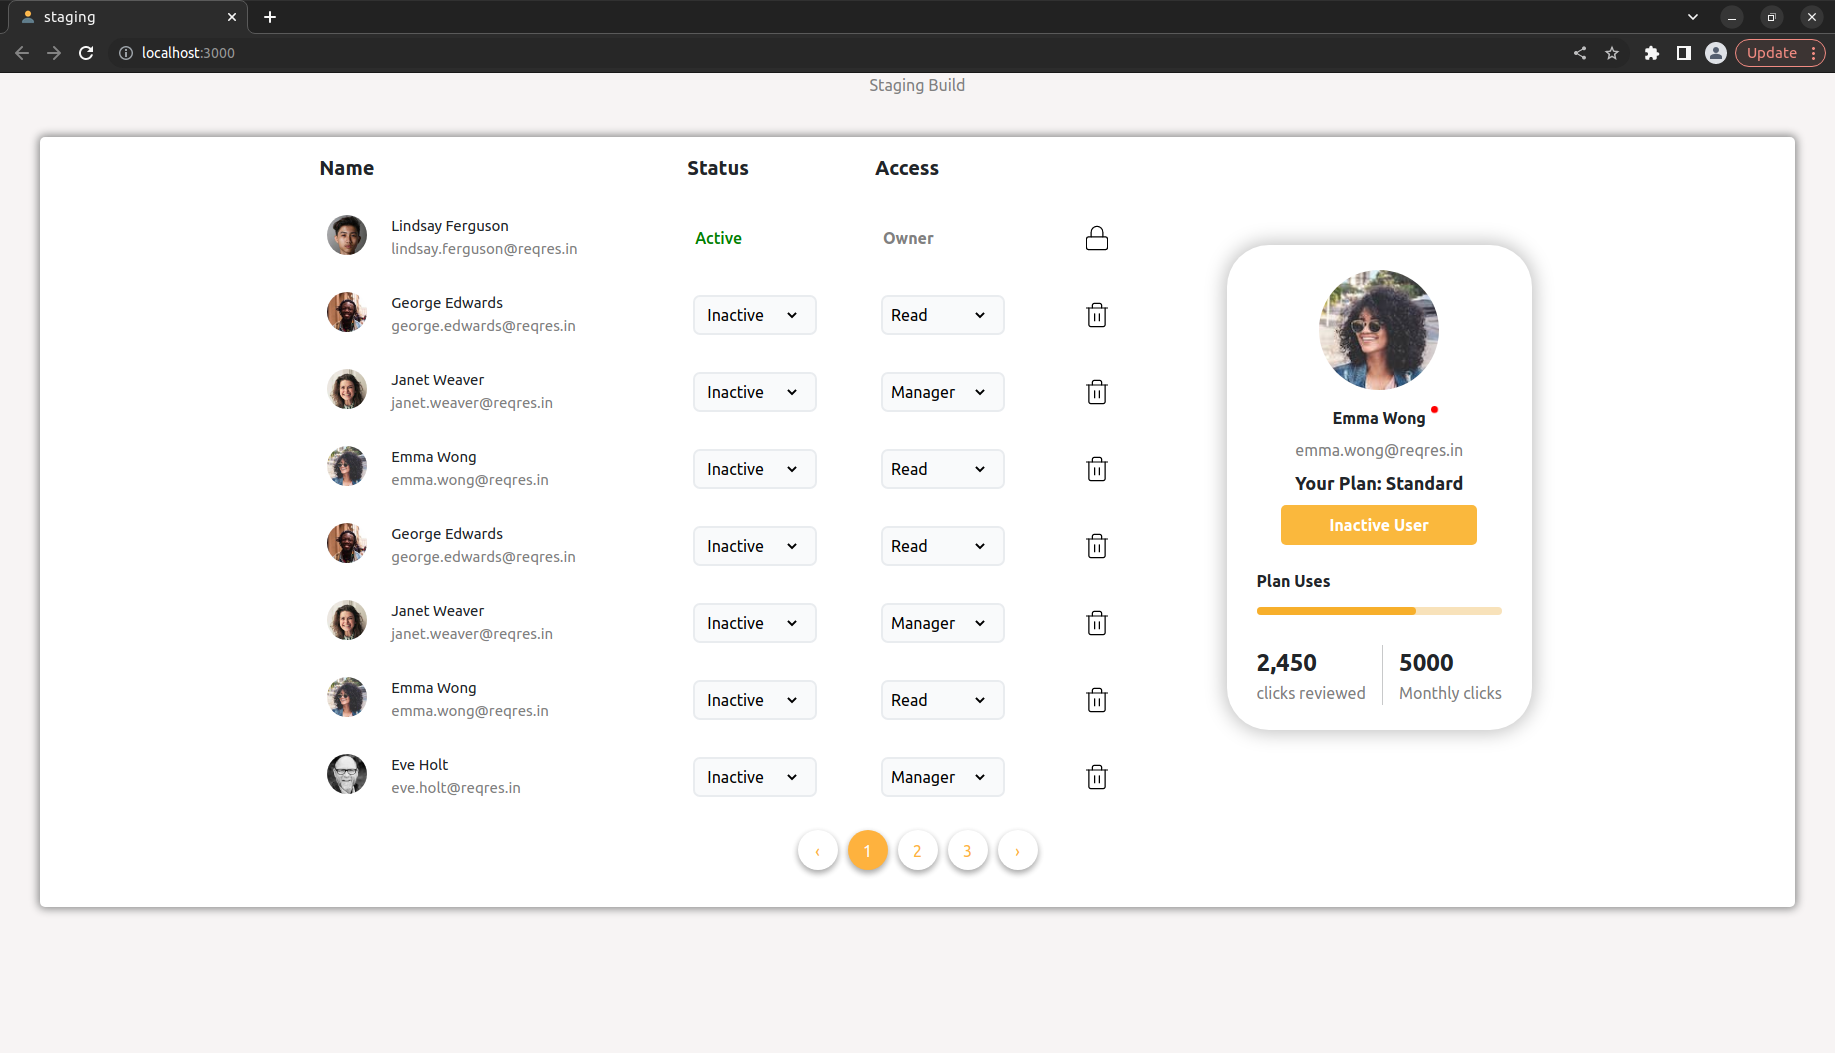 staging
localhost:3000
Update
Staging Build
Name Status Access
Lindsay Ferguson
lindsay.ferguson@reqres.in
Active Owner
George Edwards
george.edwards@reqres.in
Inactive Read
Janet Weaver
janet.weaver@reqres.in
Inactive Manager
Emma Wong
emma.wong@reqres.in
Inactive Read
George Edwards
george.edwards@reqres.in
Inactive Read
Janet Weaver
janet.weaver@reqres.in
Inactive Manager
Emma Wong
emma.wong@reqres.in
Inactive Read
Eve Holt
eve.holt@reqres.in
Inactive Manager
‹ 1 2 3 ›
Emma Wong
emma.wong@reqres.in
Your Plan: Standard
Inactive User
Plan Uses
2,450 5000
clicks reviewed Monthly clicks